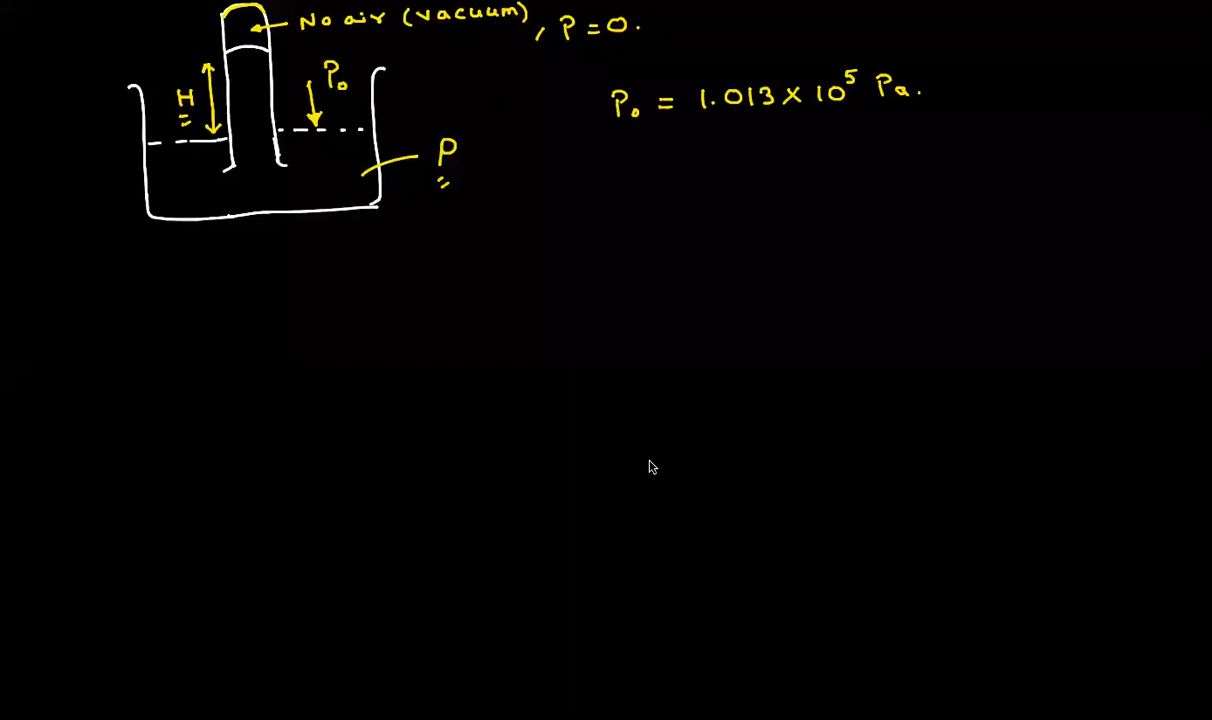 No air (vacuum), P = 0.
P₀
P₀ = 1.013 × 10⁵ Pa.
H
ρ